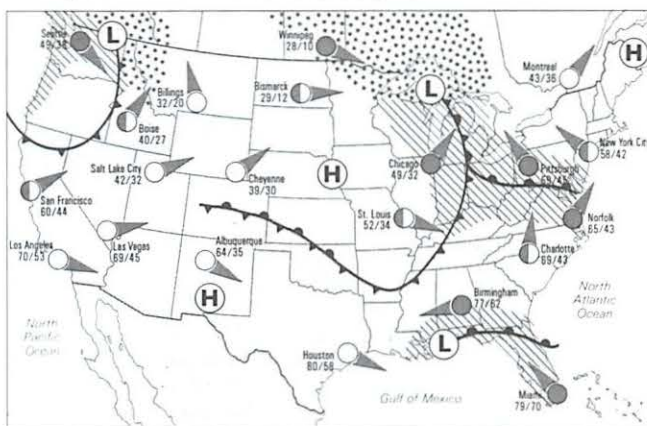 Seattle
49/38
L
Winnipeg
28/10
H
Montreal
43/36
Billings
32/20
Bismarck
29/12
L
Boise
40/27
New York City
58/42
Salt Lake City
42/32
Cheyenne
39/30
H
Chicago
49/32
Pittsburgh
69/45
San Francisco
60/44
St. Louis
52/34
Norfolk
65/43
Los Angeles
70/53
Las Vegas
69/45
Albuquerque
64/35
Charlotte
69/43
H
Birmingham
77/62
North
Atlantic
Ocean
North
Pacific
Ocean
L
Houston
80/58
Gulf of Mexico
Miami
79/70